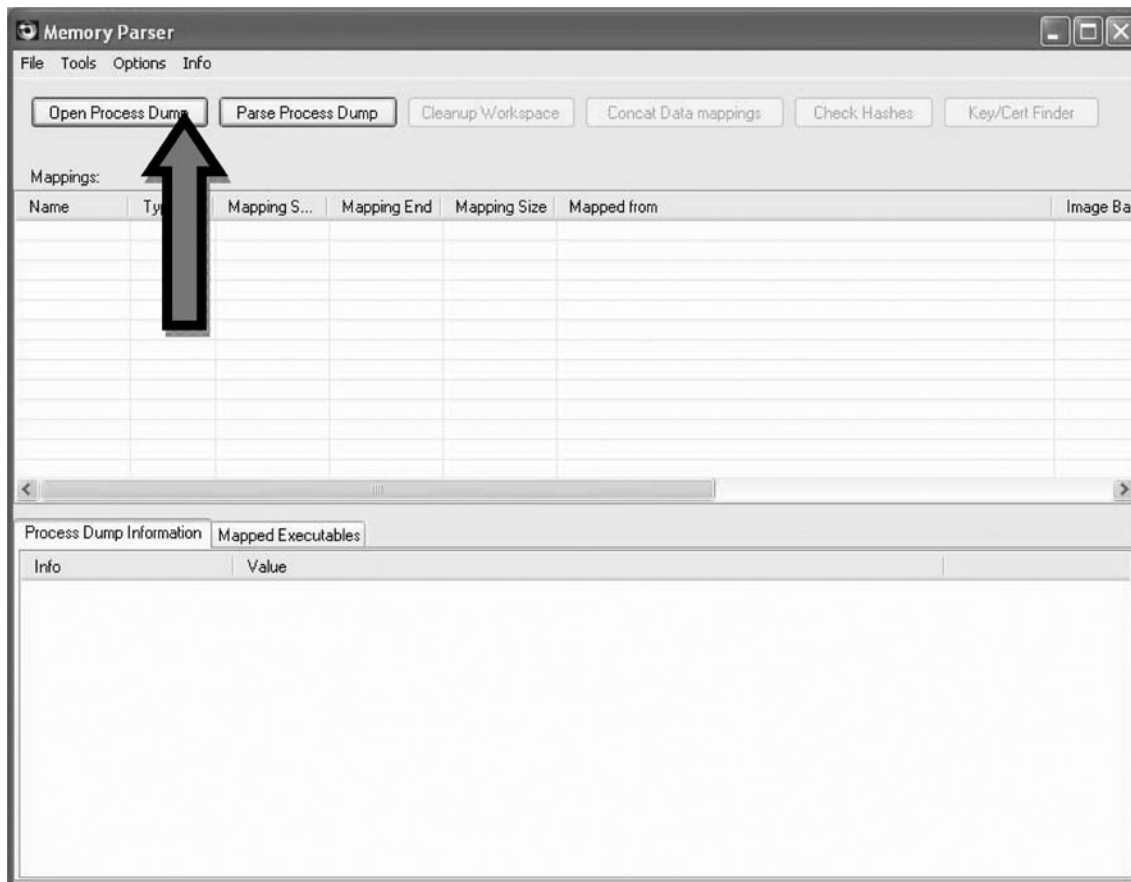 Memory Parser
File Tools Options Info
Open Process Dump Parse Process Dump Cleanup Workspace Concat Data mappings Check Hashes Key/Cert Finder
Mappings:
Name Mapping S... Mapping End Mapping Size Mapped from Image Ba
Process Dump Information Mapped Executables
Info Value